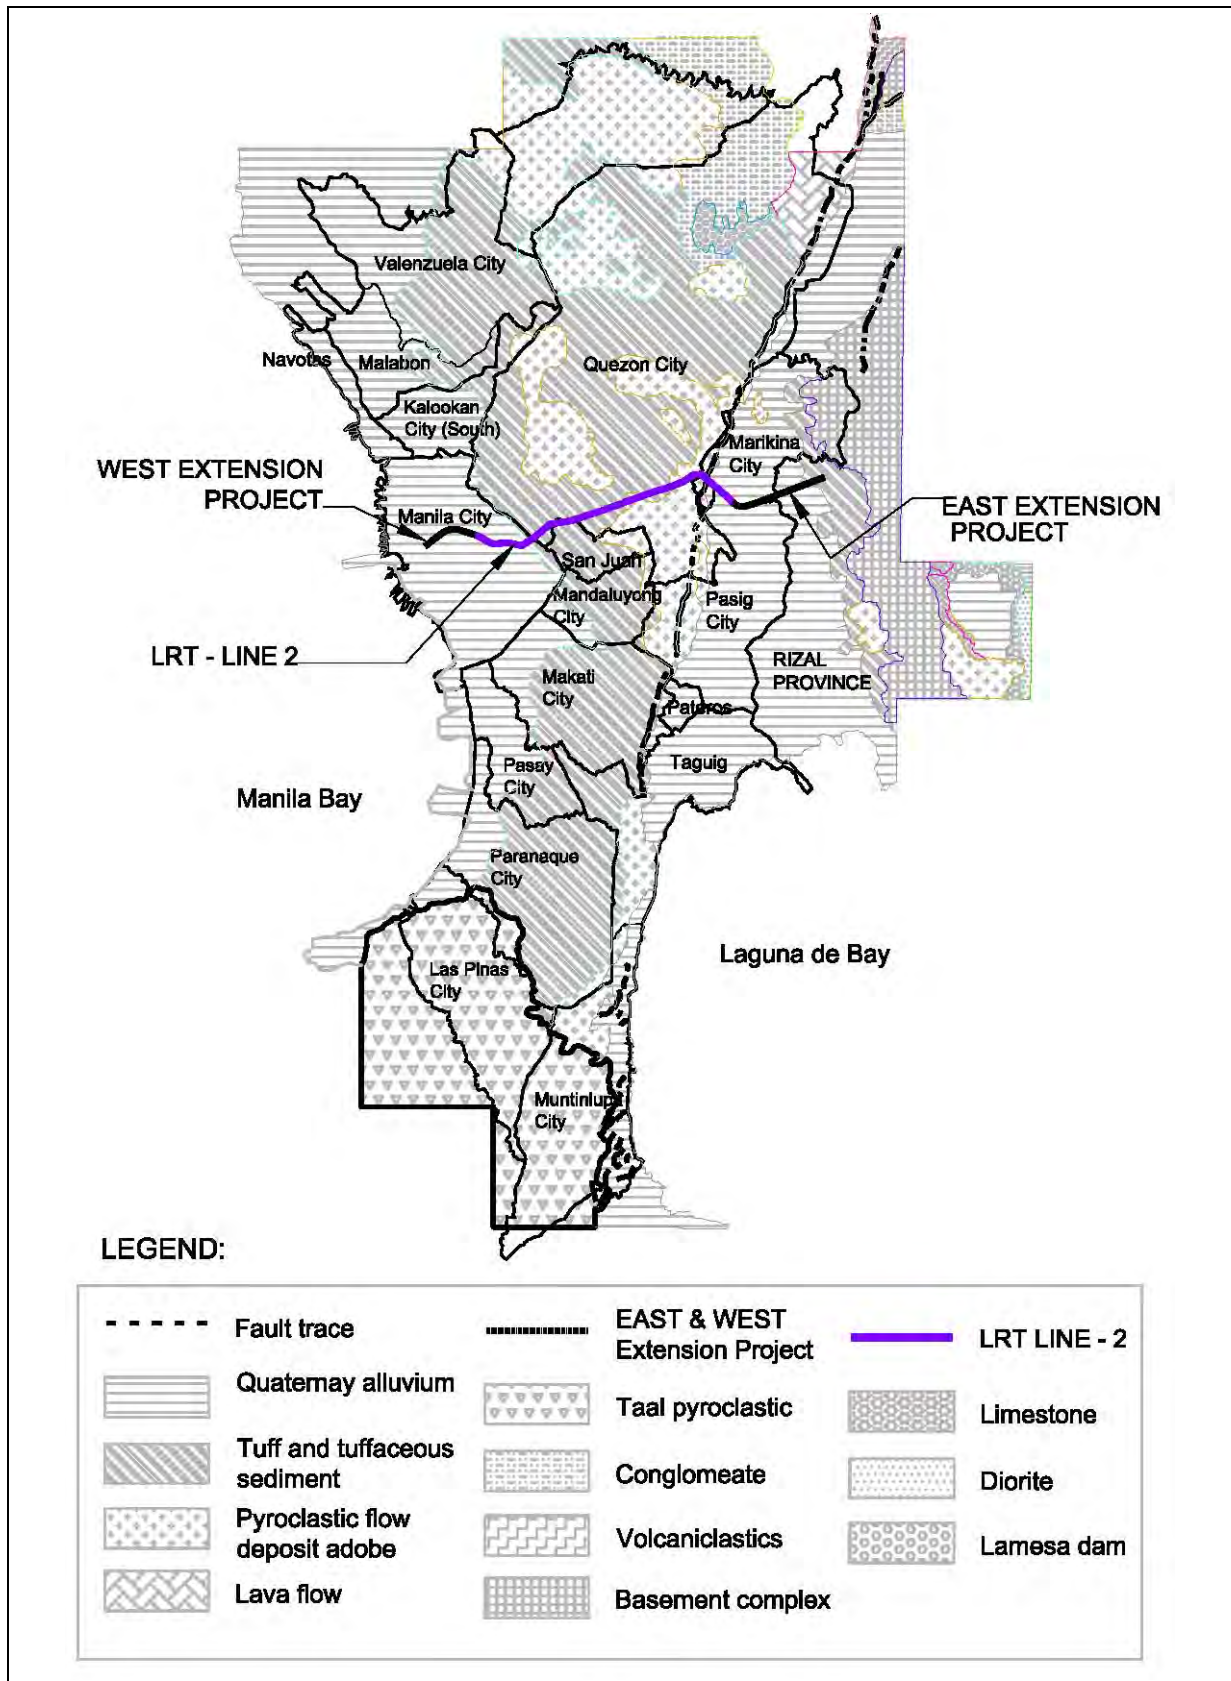 Valenzuela City
Navotas
Malabon
Quezon City
Kalookan
City (South)
Marikina
City
WEST EXTENSION
PROJECT
EAST EXTENSION
PROJECT
Manila City
San Juan
Mandaluyong
City
Pasig
City
LRT - LINE 2
RIZAL
PROVINCE
Makati
City
Pateros
Pasay
City
Taguig
Manila Bay
Paranaque
City
Laguna de Bay
Las Pinas
City
Muntinlupa
City
LEGEND:
Fault trace
EAST & WEST
Extension Project
LRT LINE - 2
Quaternay alluvium
Taal pyroclastic
Limestone
Tuff and tuffaceous
sediment
Conglomeate
Diorite
Pyroclastic flow
deposit adobe
Volcaniclastics
Lamesa dam
Lava flow
Basement complex